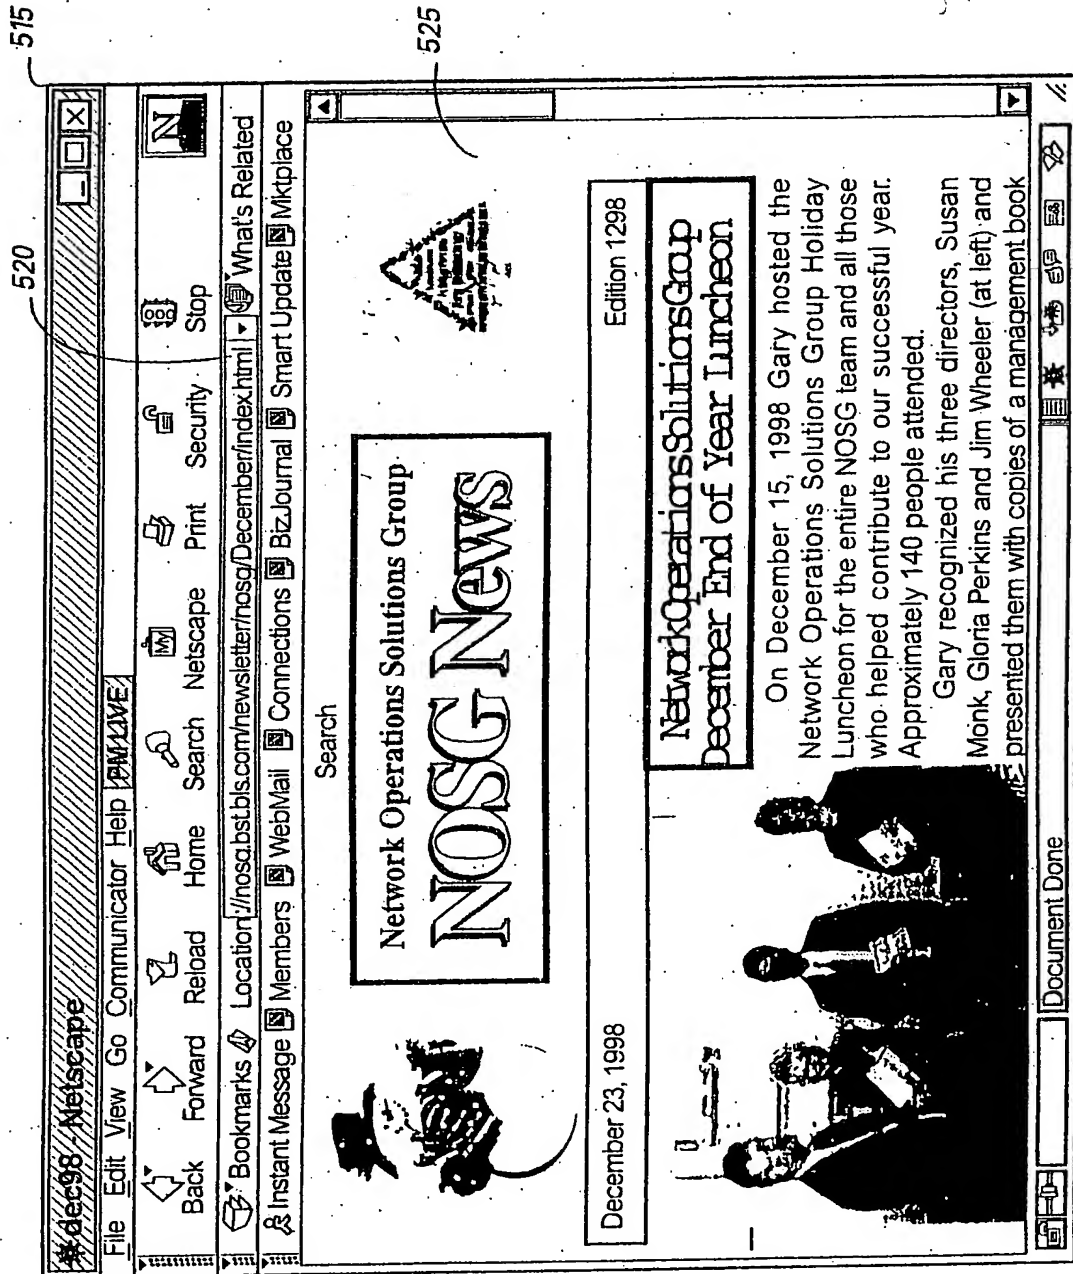 515
520
525
dec98 - Netscape
File Edit View Go Communicator Help PM LIVE
Back Forward Reload Home Search Netscape Print Security Stop
N
My
Bookmarks Location://nosg.bst.bls.com/newsletter/nosg/December/index.html What's Related
Instant Message Members WebMail Connections BizJournal Smart Update Mktplace
Search
Network Operations Solutions Group
NOSG News
December 23, 1998 Edition 1298
Network Operations Solutions Group
December End of Year Luncheon
On December 15, 1998 Gary hosted the
Network Operations Solutions Group Holiday
Luncheon for the entire NOSG team and all those
who helped contribute to our successful year.
Approximately 140 people attended.
Gary recognized his three directors, Susan
Monk, Gloria Perkins and Jim Wheeler (at left) and
presented them with copies of a management book
Document Done